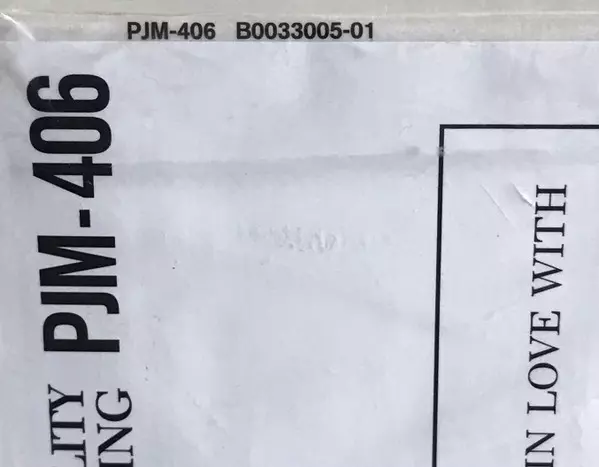 PJM-406 B0033005-01
PJM-406
LITY
ING
IN LOVE WITH